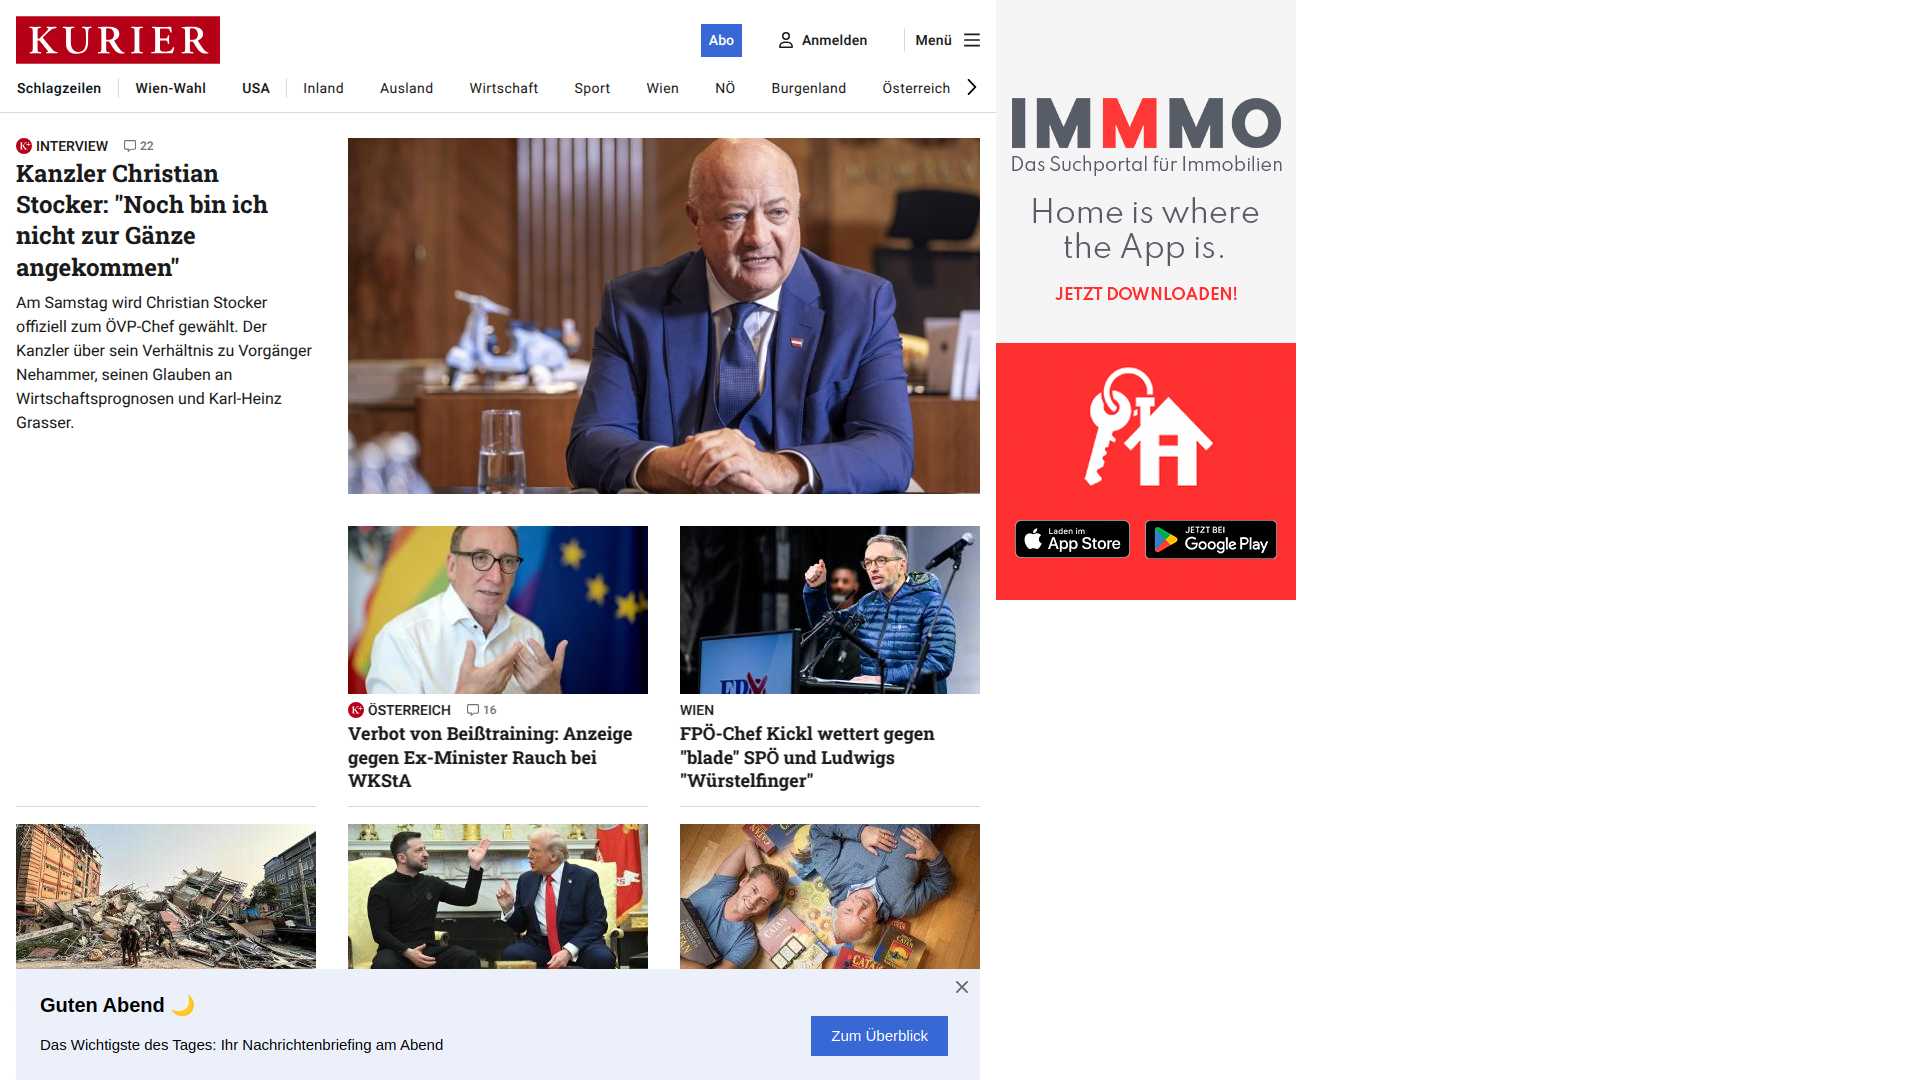 KURIER
Abo
Anmelden
Menü
Schlagzeilen
Wien-Wahl
USA
Inland
Ausland
Wirtschaft
Sport
Wien
NÖ
Burgenland
Österreich
K+ INTERVIEW 22
Kanzler Christian
Stocker: "Noch bin ich
nicht zur Gänze
angekommen"
Am Samstag wird Christian Stocker
offiziell zum ÖVP-Chef gewählt. Der
Kanzler über sein Verhältnis zu Vorgänger
Nehammer, seinen Glauben an
Wirtschaftsprognosen und Karl-Heinz
Grasser.
K+ ÖSTERREICH 16
Verbot von Beißtraining: Anzeige
gegen Ex-Minister Rauch bei
WKStA
WIEN
FPÖ-Chef Kickl wettert gegen
"blade" SPÖ und Ludwigs
"Würstelfinger"
CATAN
Guten Abend 🌙
Das Wichtigste des Tages: Ihr Nachrichtenbriefing am Abend
Zum Überblick
IMMMO
Das Suchportal für Immobilien
Home is where
the App is.
JETZT DOWNLOADEN!
Laden im
App Store
JETZT BEI
Google Play